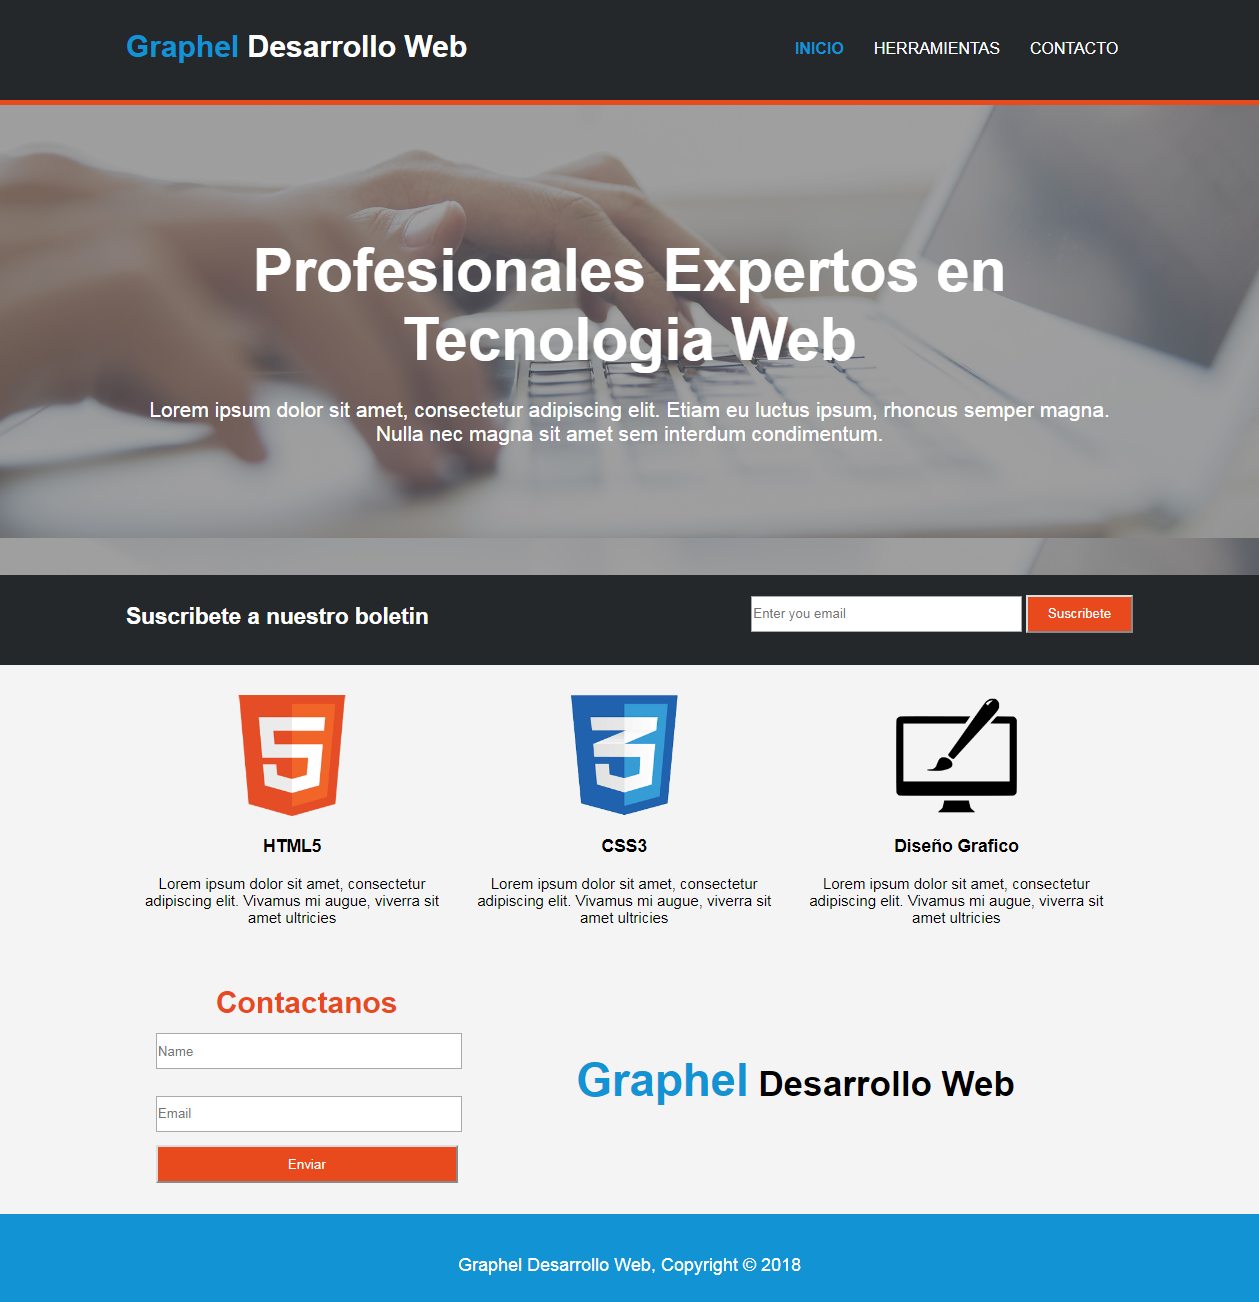 Graphel Desarrollo Web
INICIO HERRAMIENTAS CONTACTO
Profesionales Expertos en
Tecnologia Web
Lorem ipsum dolor sit amet, consectetur adipiscing elit. Etiam eu luctus ipsum, rhoncus semper magna.
Nulla nec magna sit amet sem interdum condimentum.
Suscribete a nuestro boletin
Enter you email
Suscribete
HTML5
Lorem ipsum dolor sit amet, consectetur
adipiscing elit. Vivamus mi augue, viverra sit
amet ultricies
CSS3
Lorem ipsum dolor sit amet, consectetur
adipiscing elit. Vivamus mi augue, viverra sit
amet ultricies
Diseño Grafico
Lorem ipsum dolor sit amet, consectetur
adipiscing elit. Vivamus mi augue, viverra sit
amet ultricies
Contactanos
Name
Email
Enviar
Graphel Desarrollo Web
Graphel Desarrollo Web, Copyright © 2018